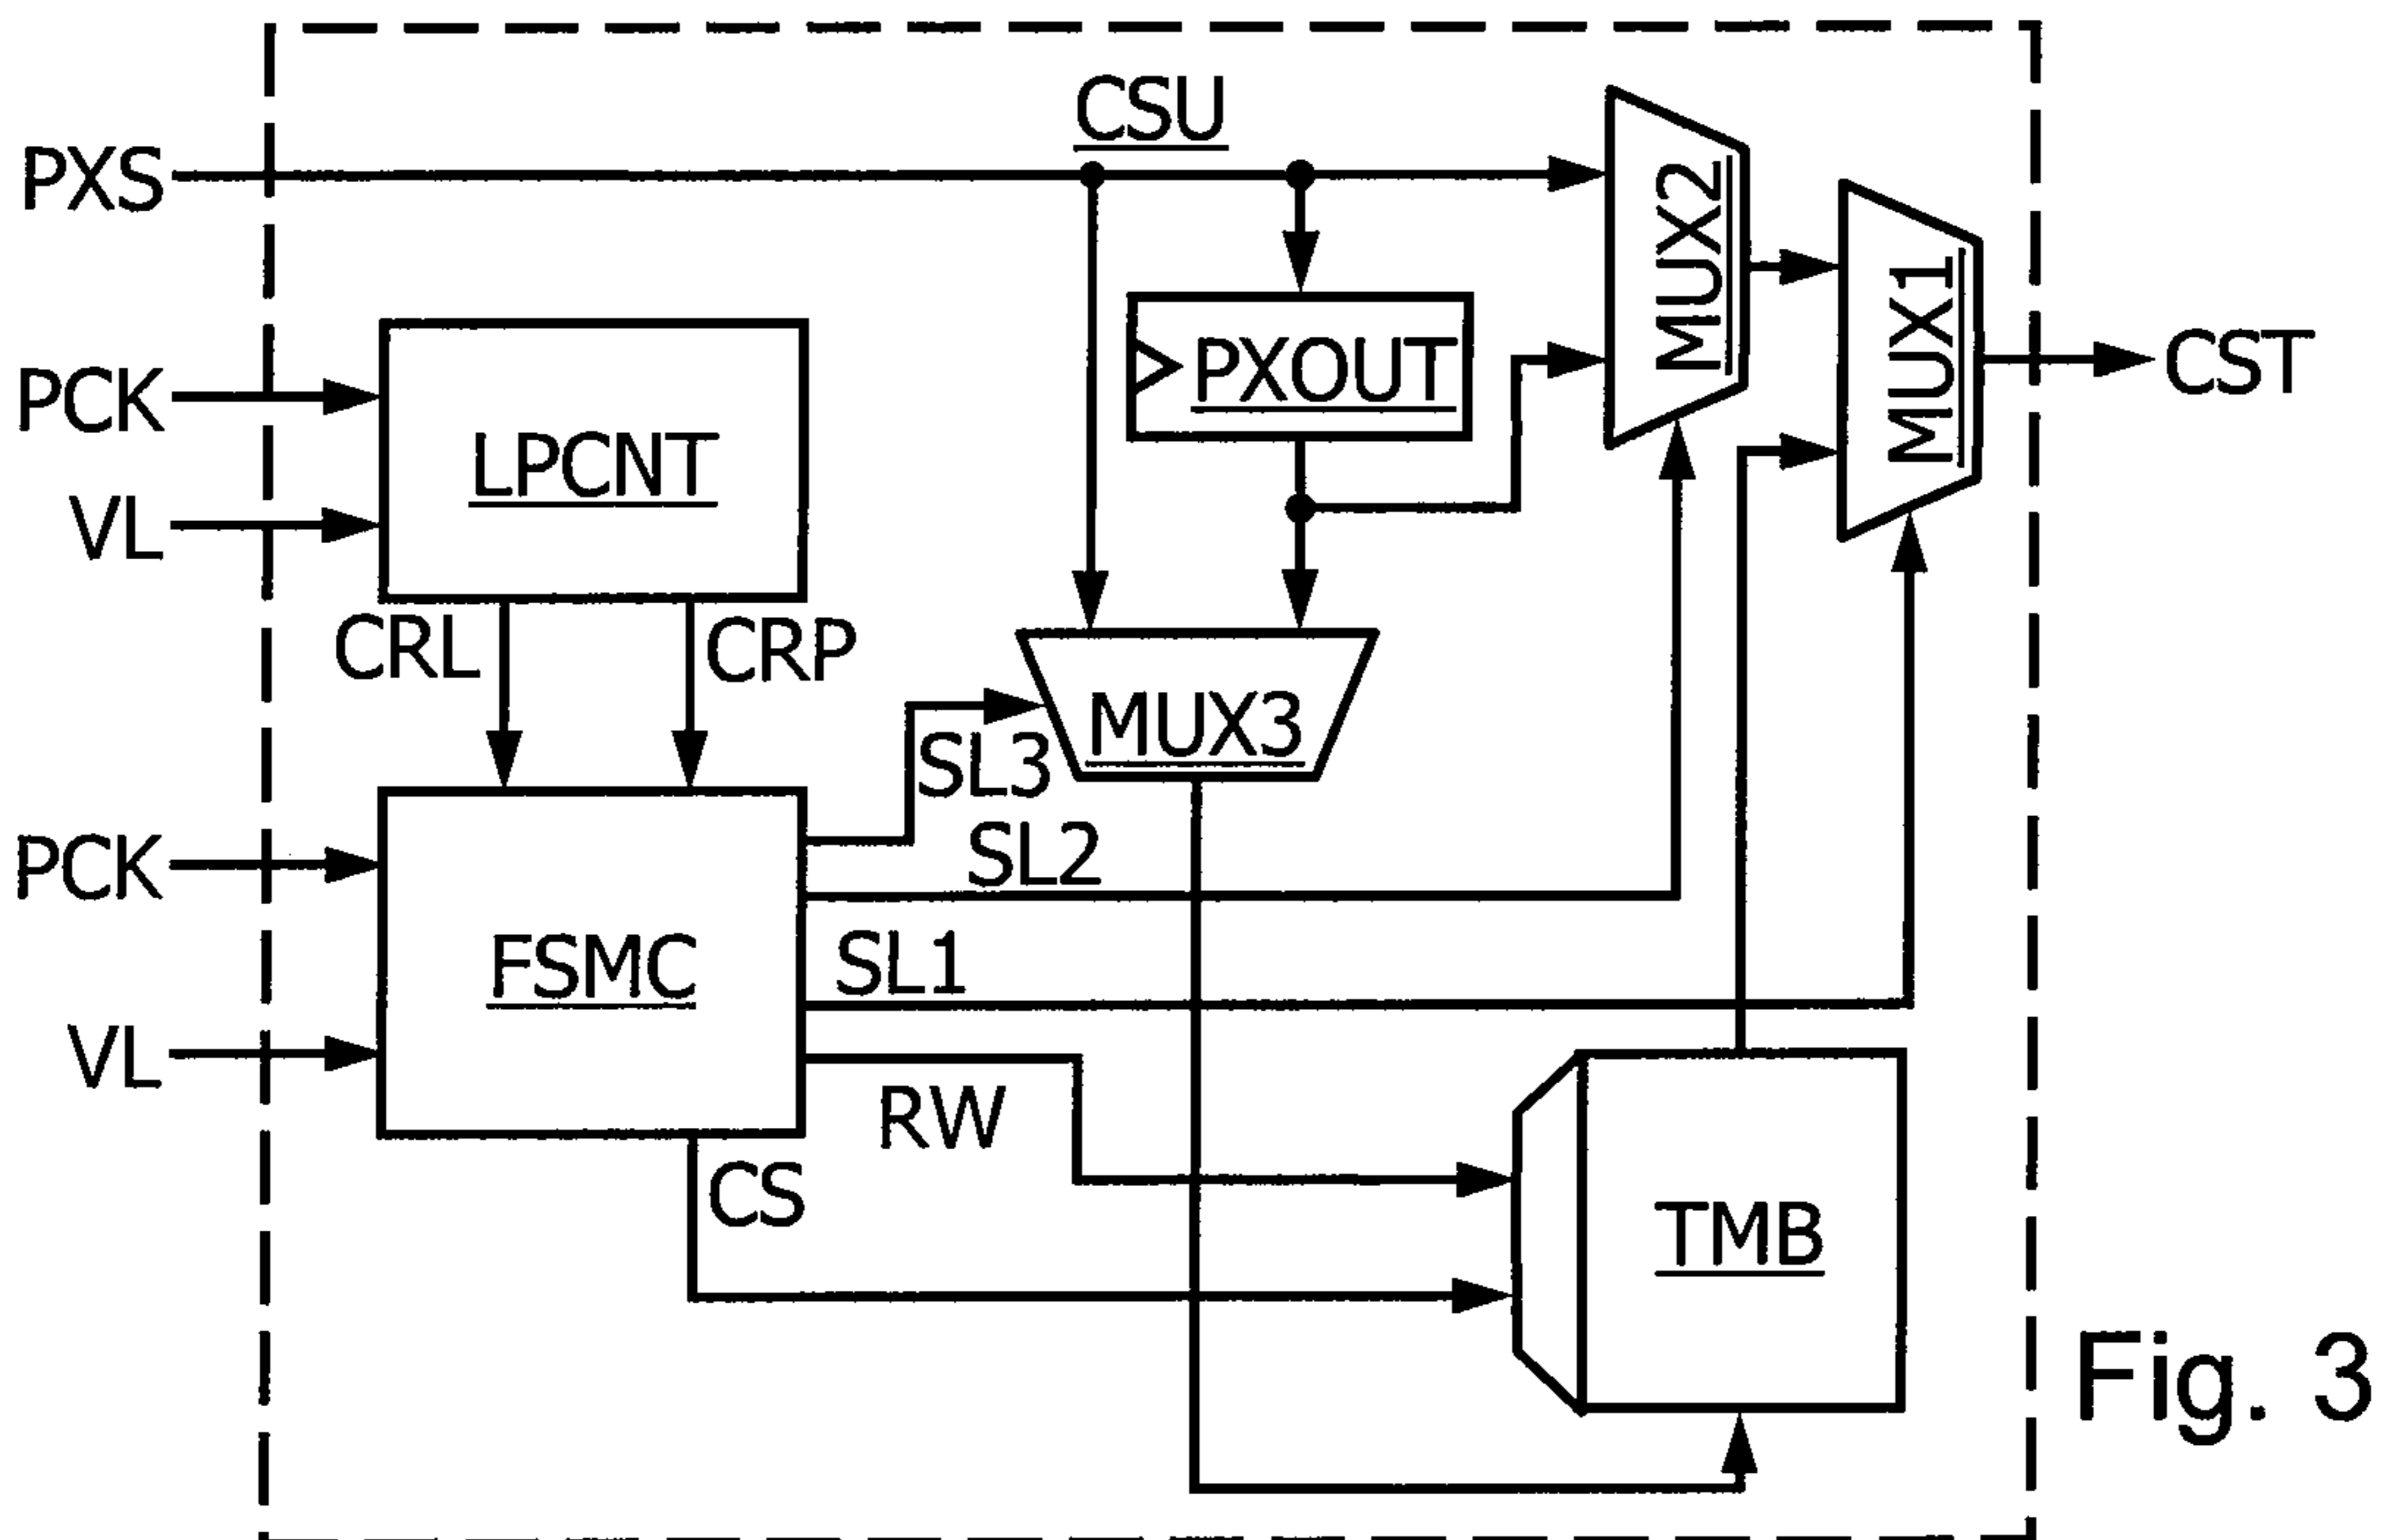 CSU
PXS
MUX2
MUX1
PXOUT
CST
PCK
LPCNT
VL
CRL
CRP
MUX3
SL3
SL2
PCK
FSMC
SL1
VL
RW
CS
TMB
Fig. 3